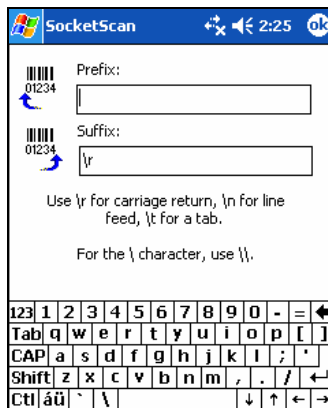 SocketScan 2:25 ok
Prefix:
01234
Suffix:
01234
\r
Use \r for carriage return, \n for line
feed, \t for a tab.
For the \ character, use \\.
123 1 2 3 4 5 6 7 8 9 0 - =
Tab q w e r t y u i o p [ ]
CAP a s d f g h j k l ; '
Shift z x c v b n m , . /
Ctl áü ` \